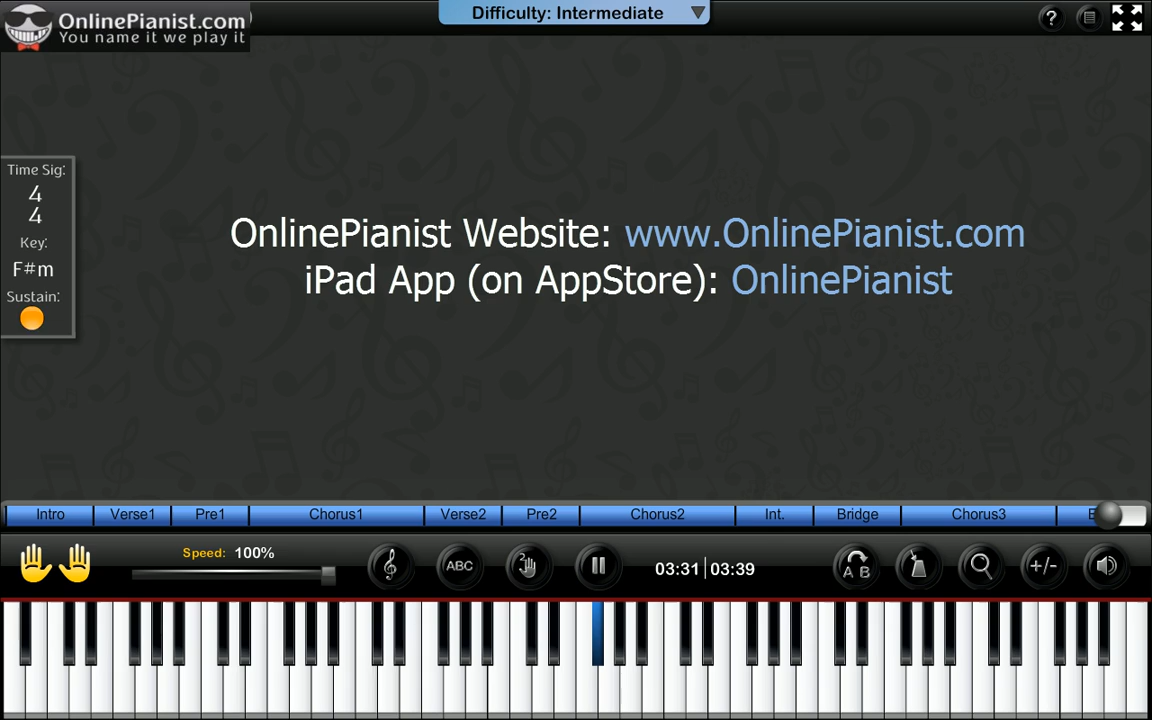 OnlinePianist.com
You name it we play it
Difficulty: Intermediate
?
Time Sig:
4
4
Key:
F#m
Sustain:
OnlinePianist Website: www.OnlinePianist.com
iPad App (on AppStore): OnlinePianist
Intro Verse1 Pre1 Chorus1 Verse2 Pre2 Chorus2 Int. Bridge Chorus3
Speed: 100%
ABC
03:31 | 03:39
A B
+/-